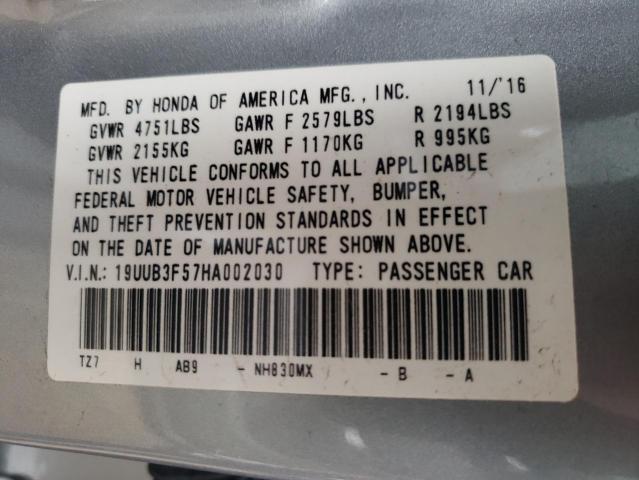 MFD. BY HONDA OF AMERICA MFG., INC. 11/'16
GVWR 4751LBS GAWR F 2579LBS R 2194LBS
GVWR 2155KG GAWR F 1170KG R 995KG
THIS VEHICLE CONFORMS TO ALL APPLICABLE
FEDERAL MOTOR VEHICLE SAFETY, BUMPER,
AND THEFT PREVENTION STANDARDS IN EFFECT
ON THE DATE OF MANUFACTURE SHOWN ABOVE.
V.I.N.: 19UUB3F57HA002030 TYPE: PASSENGER CAR
TZ7 H AB9 - NH830MX - B - A